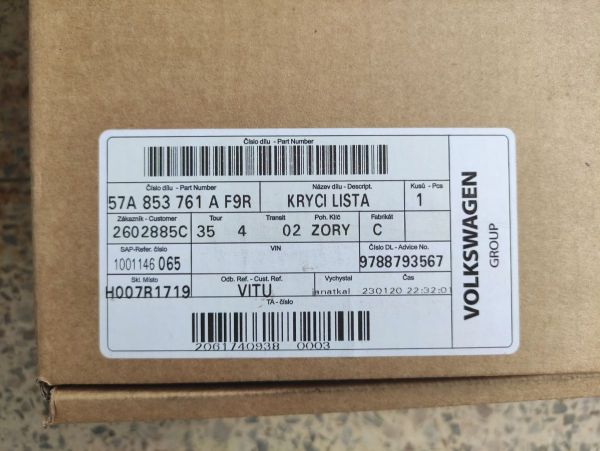 Číslo dílu - Part Number
Číslo dílu - Part Number Název dílu - Descript. Kusů - Pcs
57A 853 761 A F9R KRYCI LISTA 1
Zákazník - Customer Tour Transit Poh. Klíč Fabrikát
2602885C 35 4 02 ZORY C
SAP-Refer. číslo VIN Číslo DL - Advice No.
1001146 065 9788793567
Skl. Místo Odb. Ref. - Cust. Ref. Vychystal Čas
H007R1719 VITU janatkal 230120 22:32:01
TA - číslo
2061740938 0003
VOLKSWAGEN
GROUP